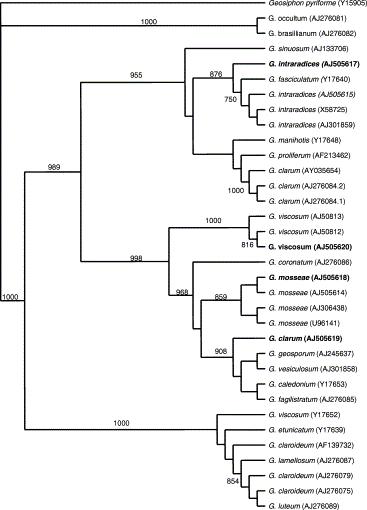 Geosiphon pyriforme (Y15905)
1000
G. occultum (AJ276081)
G. brasillianum (AJ276082)
G. sinuosum (AJ133706)
955
876
G. intraradices (AJ505617)
G. fasciculatum (Y17640)
750
G. intraradices (AJ505615)
G. intraradices (X58725)
G. intraradices (AJ301859)
G. manihotis (Y17648)
G. proliferum (AF213462)
989
G. clarum (AY035654)
1000
G. clarum (AJ276084.2)
G. clarum (AJ276084.1)
1000
G. viscosum (AJ50813)
G. viscosum (AJ50812)
816
G. viscosum (AJ505620)
998
G. coronatum (AJ276086)
G. mosseae (AJ505618)
968
859
G. mosseae (AJ505614)
1000
G. mosseae (AJ306438)
G. mosseae (U96141)
G. clarum (AJ505619)
908
G. geosporum (AJ245637)
G. vesiculosum (AJ301858)
G. caledonium (Y17653)
G. fagilistratum (AJ276085)
1000
G. viscosum (Y17652)
G. etunicatum (Y17639)
G. claroideum (AF139732)
G. lamellosum (AJ276087)
854
G. claroideum (AJ276079)
G. claroideum (AJ276075)
G. luteum (AJ276089)